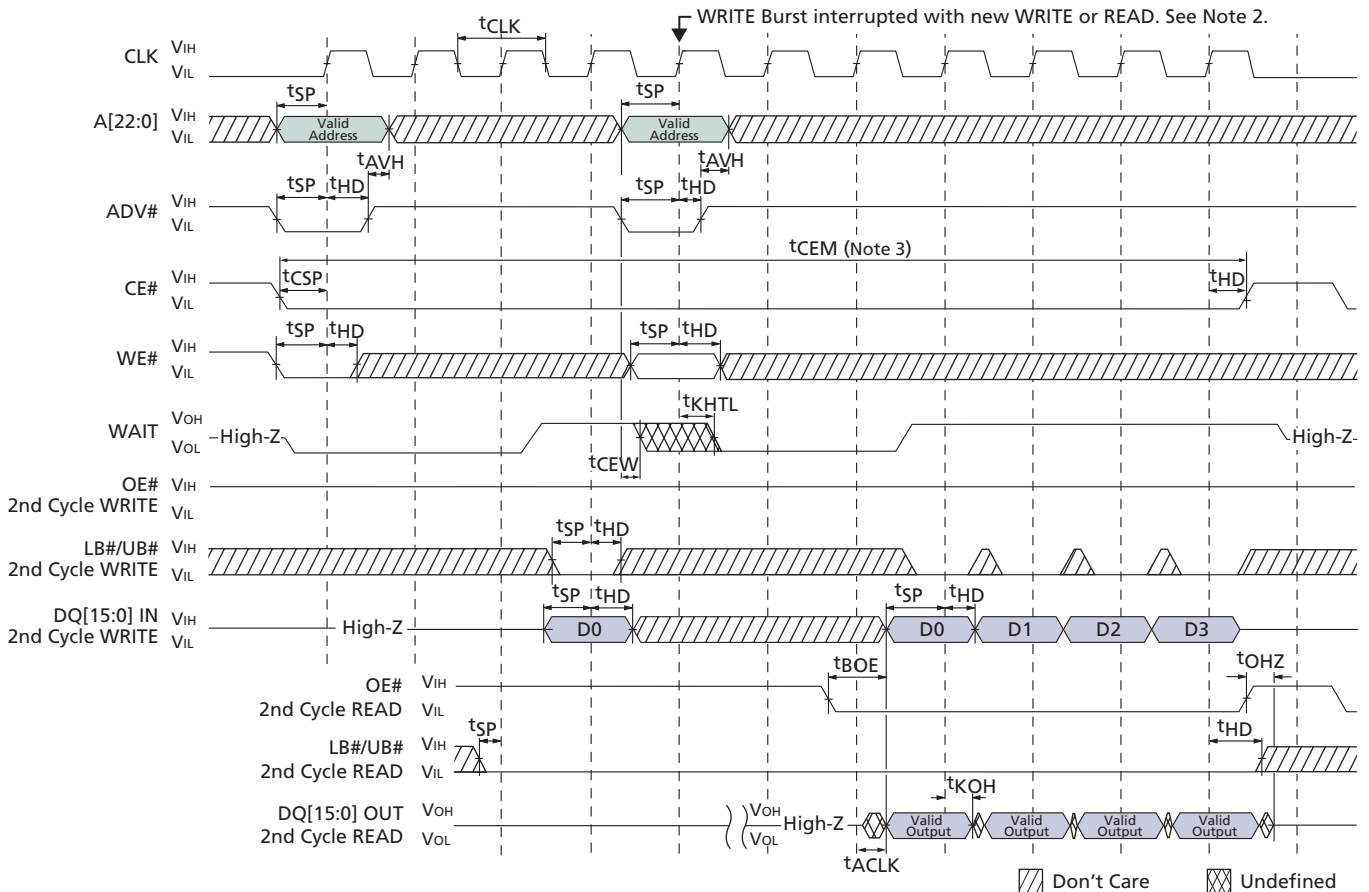 WRITE Burst interrupted with new WRITE or READ. See Note 2.
tCLK
CLK VIH
VIL
tSP tSP
A[22:0] VIH
VIL
Valid Address Valid Address
tAVH tAVH
tSP tHD tSP tHD
ADV# VIH
VIL
tCEM (Note 3)
CE# VIH
VIL
tCSP tHD
tSP tHD tSP tHD
WE# VIH
VIL
tKHTL
WAIT VOH
VOL
High-Z High-Z
tCEW
OE# VIH
2nd Cycle WRITE VIL
tSP tHD
LB#/UB# VIH
2nd Cycle WRITE VIL
tSP tHD tSP tHD
DQ[15:0] IN VIH
2nd Cycle WRITE VIL
High-Z D0 D0 D1 D2 D3
tBOE tOHZ
OE# VIH
2nd Cycle READ VIL
tSP tHD
LB#/UB# VIH
2nd Cycle READ VIL
tKOH
DQ[15:0] OUT VOH
2nd Cycle READ VOL
VOH
VOL
High-Z
Valid Output Valid Output Valid Output Valid Output
tACLK
Don't Care Undefined